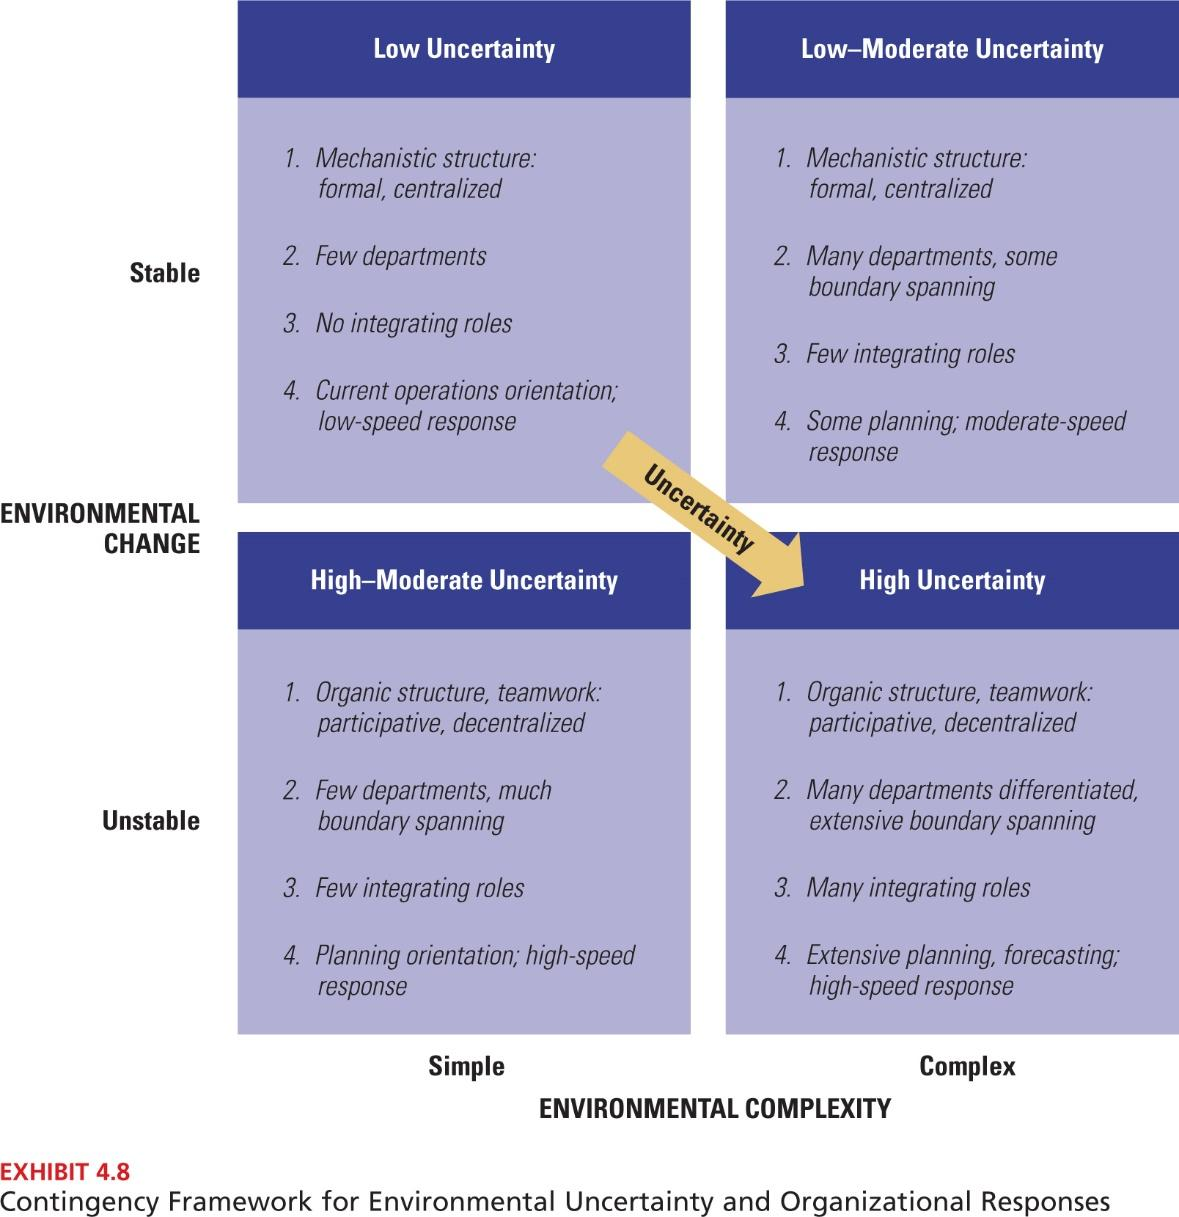 Low Uncertainty
1. Mechanistic structure:
formal, centralized
2. Few departments
3. No integrating roles
4. Current operations orientation;
low-speed response
Low–Moderate Uncertainty
1. Mechanistic structure:
formal, centralized
2. Many departments, some
boundary spanning
3. Few integrating roles
4. Some planning; moderate-speed
response
Stable
Uncertainty
ENVIRONMENTAL
CHANGE
High–Moderate Uncertainty
1. Organic structure, teamwork:
participative, decentralized
2. Few departments, much
boundary spanning
3. Few integrating roles
4. Planning orientation; high-speed
response
High Uncertainty
1. Organic structure, teamwork:
participative, decentralized
2. Many departments differentiated,
extensive boundary spanning
3. Many integrating roles
4. Extensive planning, forecasting;
high-speed response
Unstable
Simple
Complex
ENVIRONMENTAL COMPLEXITY
EXHIBIT 4.8
Contingency Framework for Environmental Uncertainty and Organizational Responses